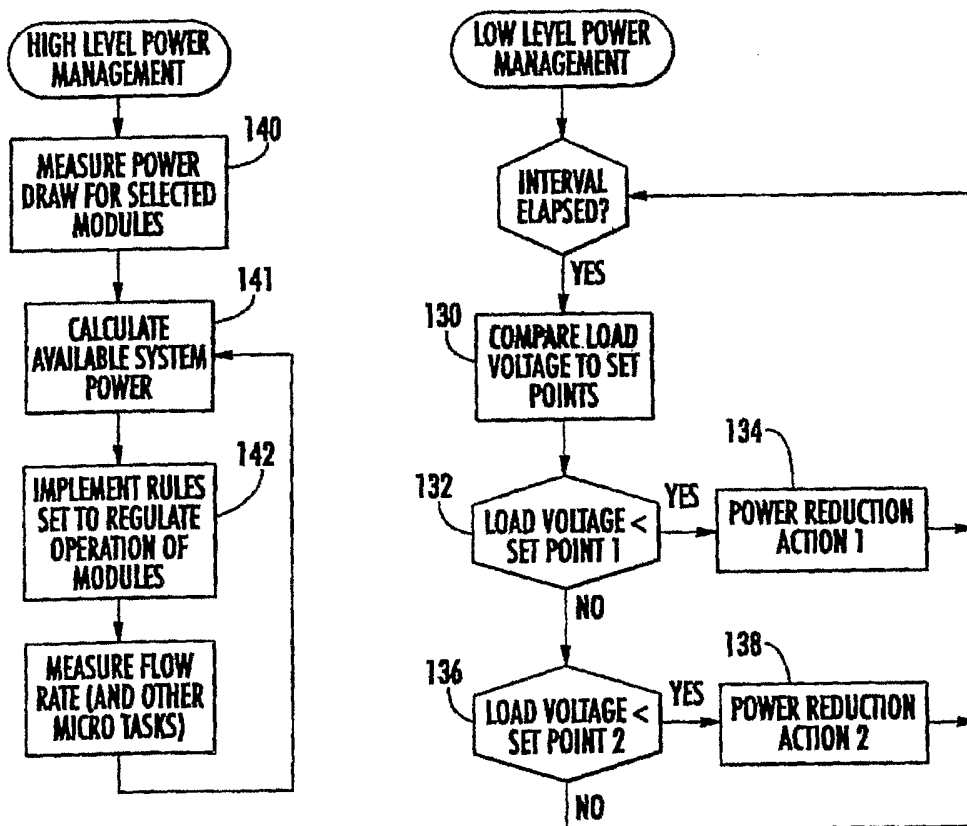 HIGH LEVEL POWER
MANAGEMENT
140
MEASURE POWER
DRAW FOR SELECTED
MODULES
141
CALCULATE
AVAILABLE SYSTEM
POWER
142
IMPLEMENT RULES
SET TO REGULATE
OPERATION OF
MODULES
MEASURE FLOW
RATE (AND OTHER
MICRO TASKS)
LOW LEVEL POWER
MANAGEMENT
INTERVAL
ELAPSED?
YES
130
COMPARE LOAD
VOLTAGE TO SET
POINTS
132
LOAD VOLTAGE <
SET POINT 1
YES
134
POWER REDUCTION
ACTION 1
NO
136
LOAD VOLTAGE <
SET POINT 2
YES
138
POWER REDUCTION
ACTION 2
NO